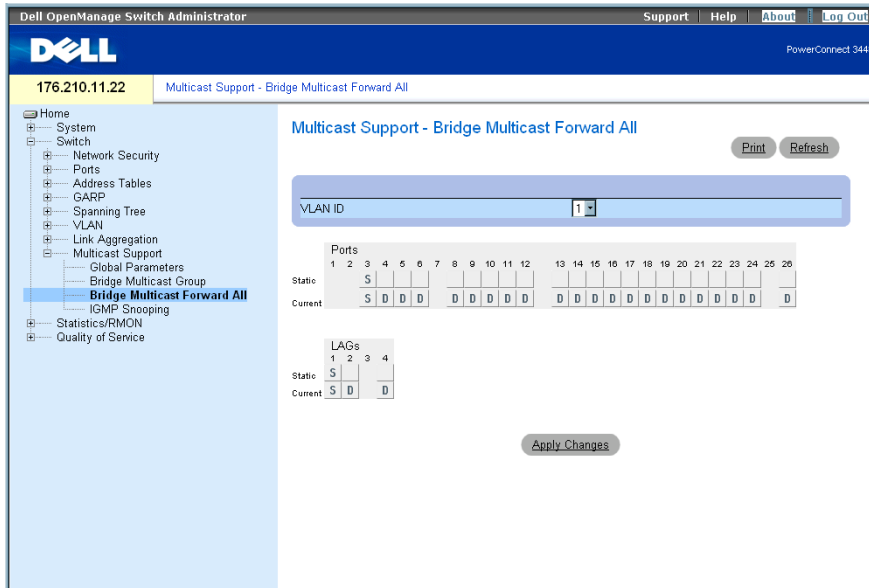 Dell OpenManage Switch Administrator
Support | Help | About | Log Out
DELL
PowerConnect 344
176.210.11.22
Multicast Support - Bridge Multicast Forward All
Home
System
Switch
Network Security
Ports
Address Tables
GARP
Spanning Tree
VLAN
Link Aggregation
Multicast Support
Global Parameters
Bridge Multicast Group
Bridge Multicast Forward All
IGMP Snooping
Statistics/RMON
Quality of Service
Multicast Support - Bridge Multicast Forward All
Print Refresh
VLAN ID 1
Ports
1 2 3 4 5 6 7 8 9 10 11 12 13 14 15 16 17 18 19 20 21 22 23 24 25 26
Static S
Current S D D D D D D D D D D D D D D D D D D D D D D
LAGs
1 2 3 4
Static S
Current S D D
Apply Changes